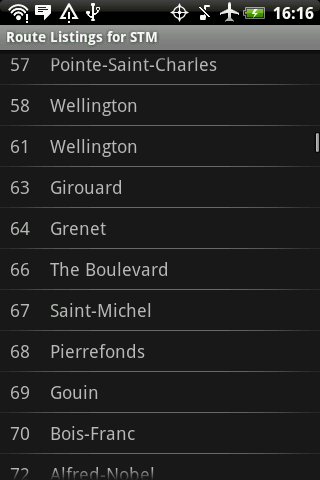 16:16
Route Listings for STM
57 Pointe-Saint-Charles
58 Wellington
61 Wellington
63 Girouard
64 Grenet
66 The Boulevard
67 Saint-Michel
68 Pierrefonds
69 Gouin
70 Bois-Franc
72 Alfred-Nobel